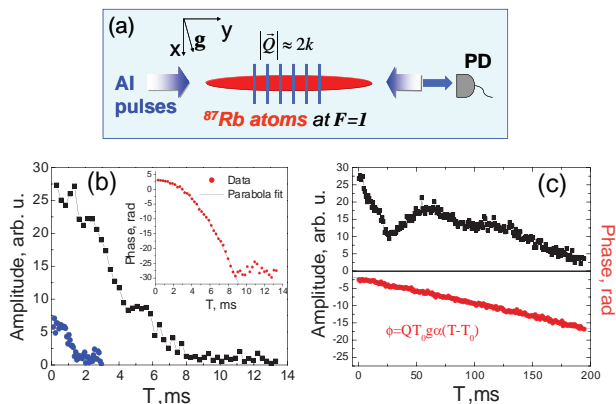 (a)
x
g
y
|Q⃗| ≈ 2k
PD
AI
pulses
⁸⁷Rb atoms at F=1
(b)
Amplitude, arb. u.
30
25
20
15
10
5
0
0 2 4 6 8 10 12 14
T,ms
Data
Parabola fit
Phase, rad
5
0
-5
-10
-15
-20
-25
-30
0 2 4 6 8 10 12 14
T, ms
(c)
Amplitude, arb. u.
30
25
20
15
10
5
0
-5
-10
-15
-20
-25
Phase, rad
ϕ=QT₀gα(T-T₀)
0 50 100 150 200
T,ms